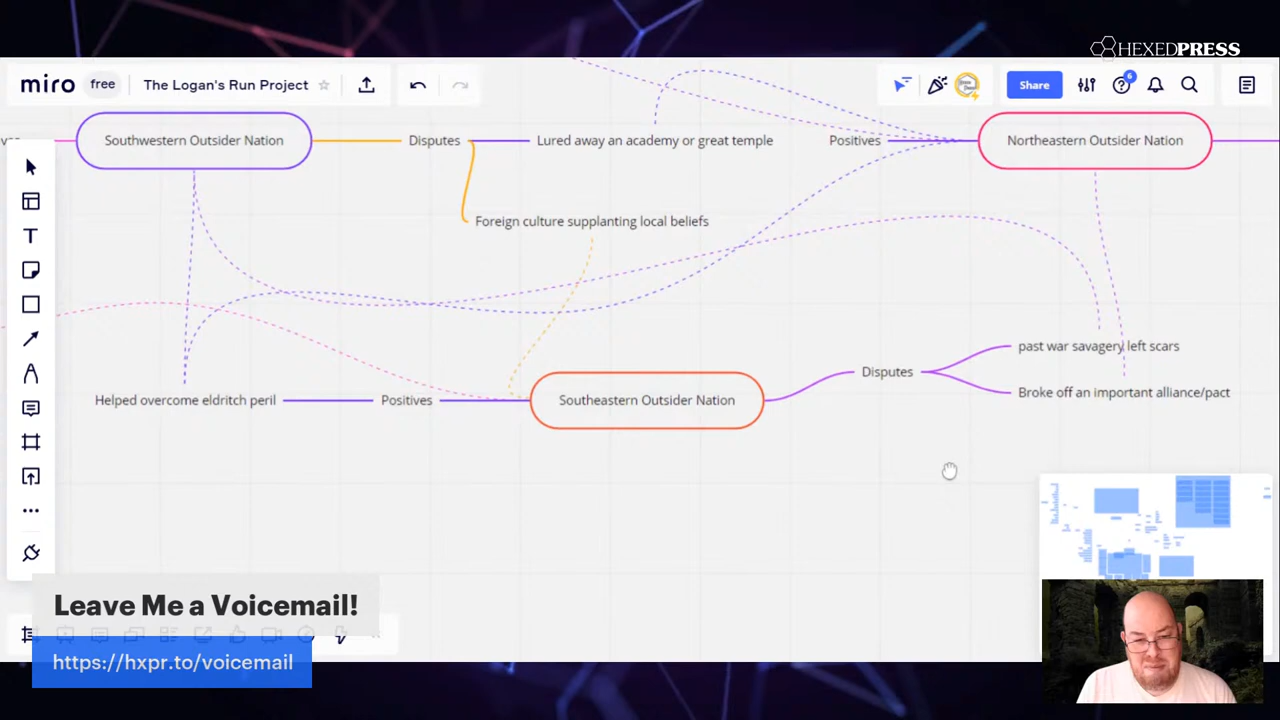 HEXEDPRESS
miro
free
The Logan's Run Project
Share
6
Southwestern Outsider Nation
Disputes
Lured away an academy or great temple
Positives
Northeastern Outsider Nation
Foreign culture supplanting local beliefs
past war savagery left scars
Disputes
Broke off an important alliance/pact
Helped overcome eldritch peril
Positives
Southeastern Outsider Nation
Leave Me a Voicemail!
https://hxpr.to/voicemail